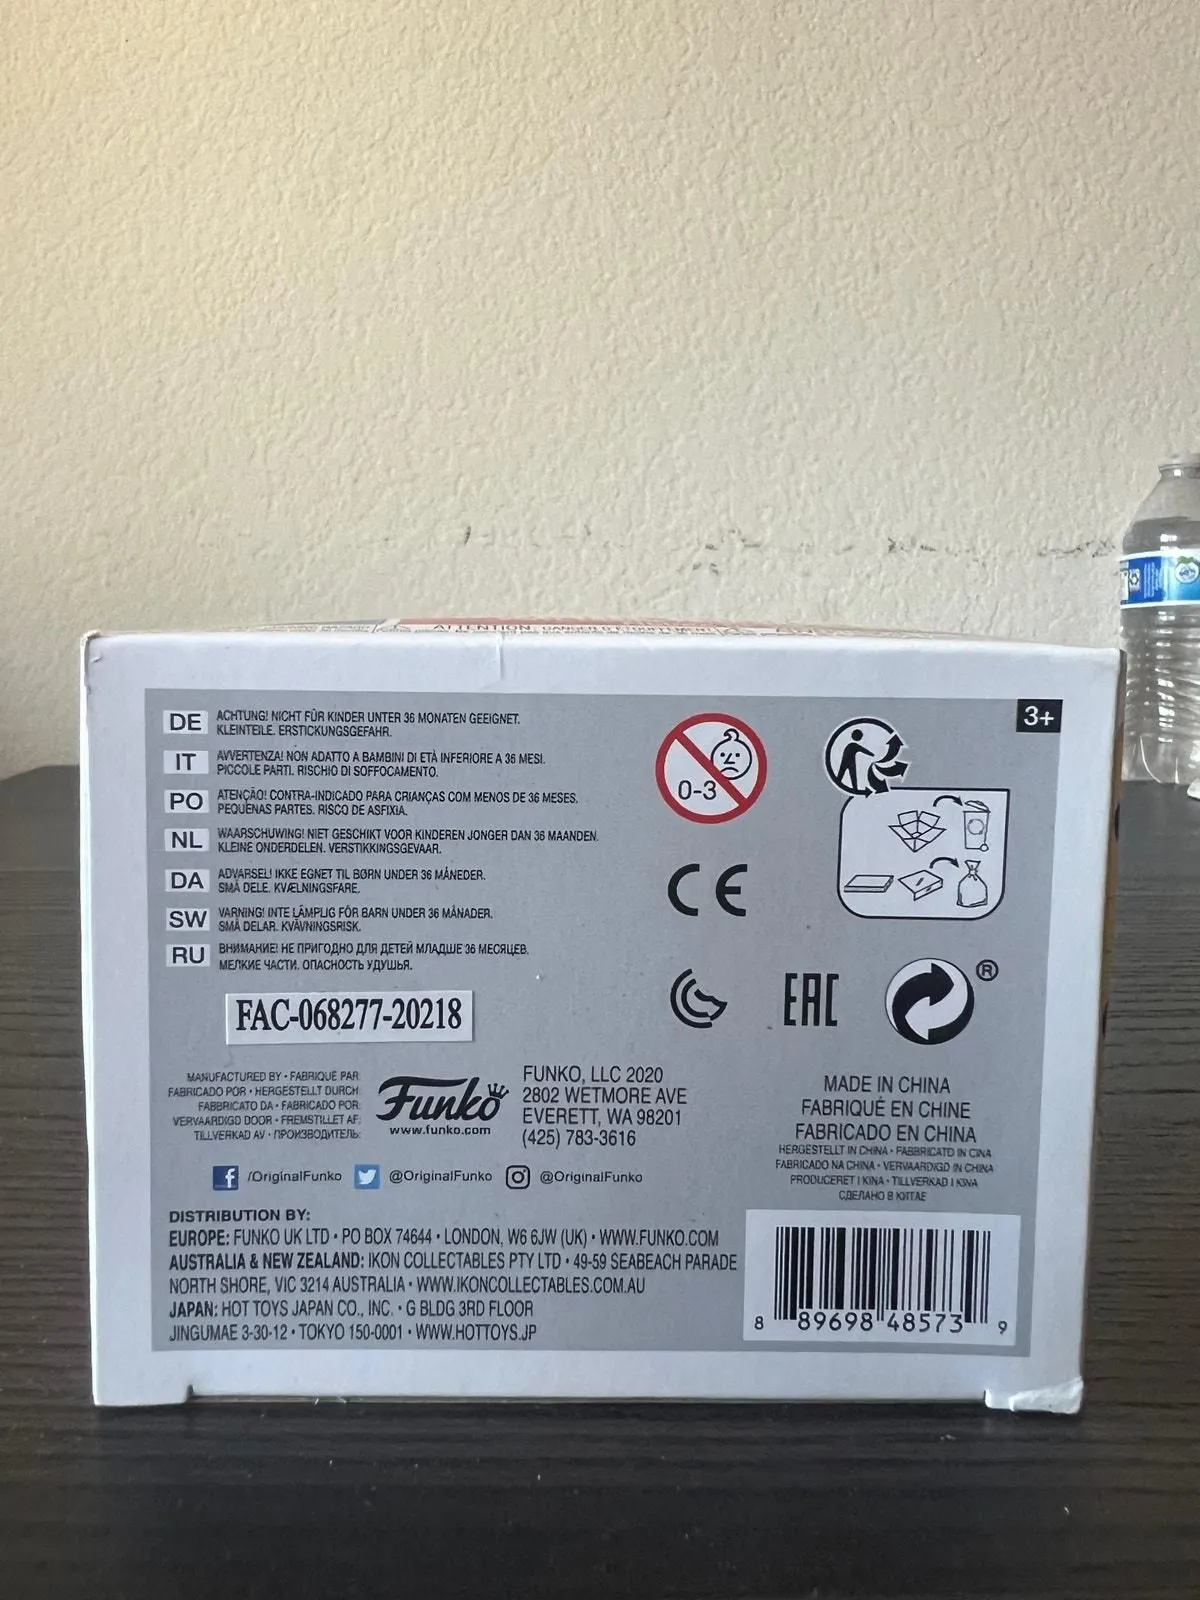 ATTENTION:
3+
DE ACHTUNG! NICHT FÜR KINDER UNTER 36 MONATEN GEEIGNET.
KLEINTEILE. ERSTICKUNGSGEFAHR.
IT AVVERTENZA! NON ADATTO A BAMBINI DI ETÀ INFERIORE A 36 MESI.
PICCOLE PARTI. RISCHIO DI SOFFOCAMENTO.
PO ATENÇÃO! CONTRA-INDICADO PARA CRIANÇAS COM MENOS DE 36 MESES.
PEQUENAS PARTES. RISCO DE ASFIXIA.
NL WAARSCHUWING! NIET GESCHIKT VOOR KINDEREN JONGER DAN 36 MAANDEN.
KLEINE ONDERDELEN. VERSTIKKINGSGEVAAR.
DA ADVARSEL! IKKE EGNET TIL BØRN UNDER 36 MÅNEDER.
SMÅ DELE. KVÆLNINGSFARE.
SW VARNING! INTE LÄMPLIG FÖR BARN UNDER 36 MÅNADER.
SMÅ DELAR. KVÄVNINGSRISK.
RU ВНИМАНИЕ! НЕ ПРИГОДНО ДЛЯ ДЕТЕЙ МЛАДШЕ 36 МЕСЯЦЕВ.
МЕЛКИЕ ЧАСТИ. ОПАСНОСТЬ УДУШЬЯ.
0-3
CE
EAC
®
FAC-068277-20218
MANUFACTURED BY • FABRIQUÉ PAR
FABRICADO POR • HERGESTELLT DURCH
FABBRICATO DA • FABRICADO POR:
VERVAARDIGD DOOR • FREMSTILLET AF:
TILLVERKAD AV • ПРОИЗВОДИТЕЛЬ:
Funko
www.funko.com
FUNKO, LLC 2020
2802 WETMORE AVE
EVERETT, WA 98201
(425) 783-3616
/OriginalFunko @OriginalFunko @OriginalFunko
MADE IN CHINA
FABRIQUÉ EN CHINE
FABRICADO EN CHINA
HERGESTELLT IN CHINA • FABBRICATO IN CINA
FABRICADO NA CHINA • VERVAARDIGD IN CHINA
PRODUCERET I KINA • TILLVERKAD I KINA
СДЕЛАНО В КИТАЕ
DISTRIBUTION BY:
EUROPE: FUNKO UK LTD • PO BOX 74644 • LONDON, W6 6JW (UK) • WWW.FUNKO.COM
AUSTRALIA & NEW ZEALAND: IKON COLLECTABLES PTY LTD • 49-59 SEABEACH PARADE
NORTH SHORE, VIC 3214 AUSTRALIA • WWW.IKONCOLLECTABLES.COM.AU
JAPAN: HOT TOYS JAPAN CO., INC. • G BLDG 3RD FLOOR
JINGUMAE 3-30-12 • TOKYO 150-0001 • WWW.HOTTOYS.JP
8 89698 48573 9